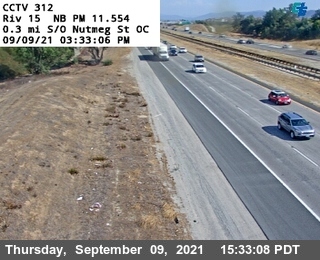 CCTV 312
Riv 15 NB PM 11.554
0.3 mi S/O Nutmeg St OC
09/09/21 03:33:06 PM
Thursday, September 09, 2021 15:33:08 PDT